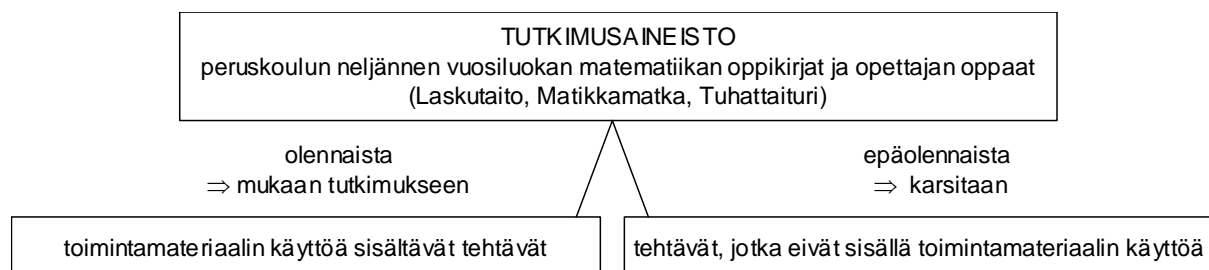 TUTKIMUSAINEISTO
peruskoulun neljännen vuosiluokan matematiikan oppikirjat ja opettajan oppaat
(Laskutaito, Matikkamatka, Tuhattaituri)
olennaista
⇒ mukaan tutkimukseen
epäolennaista
⇒ karsitaan
toimintamateriaalin käyttöä sisältävät tehtävät
tehtävät, jotka eivät sisällä toimintamateriaalin käyttöä